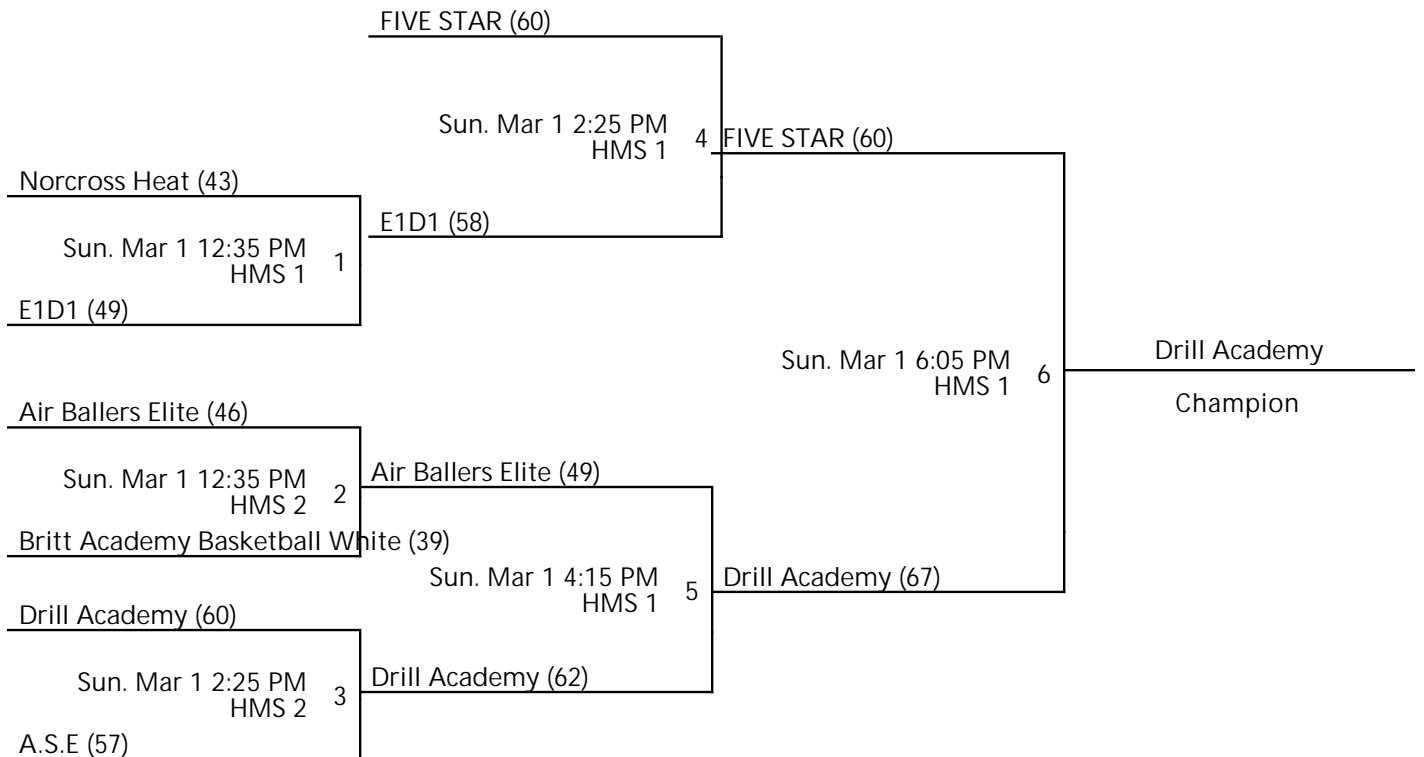 FIVE STAR (60)
Sun. Mar 1 2:25 PM
HMS 1
4
FIVE STAR (60)
Norcross Heat (43)
E1D1 (58)
Sun. Mar 1 12:35 PM
HMS 1
1
E1D1 (49)
Sun. Mar 1 6:05 PM
HMS 1
6
Drill Academy
Champion
Air Ballers Elite (46)
Sun. Mar 1 12:35 PM
HMS 2
2
Air Ballers Elite (49)
Britt Academy Basketball White (39)
Sun. Mar 1 4:15 PM
HMS 1
5
Drill Academy (67)
Drill Academy (60)
Sun. Mar 1 2:25 PM
HMS 2
3
Drill Academy (62)
A.S.E (57)